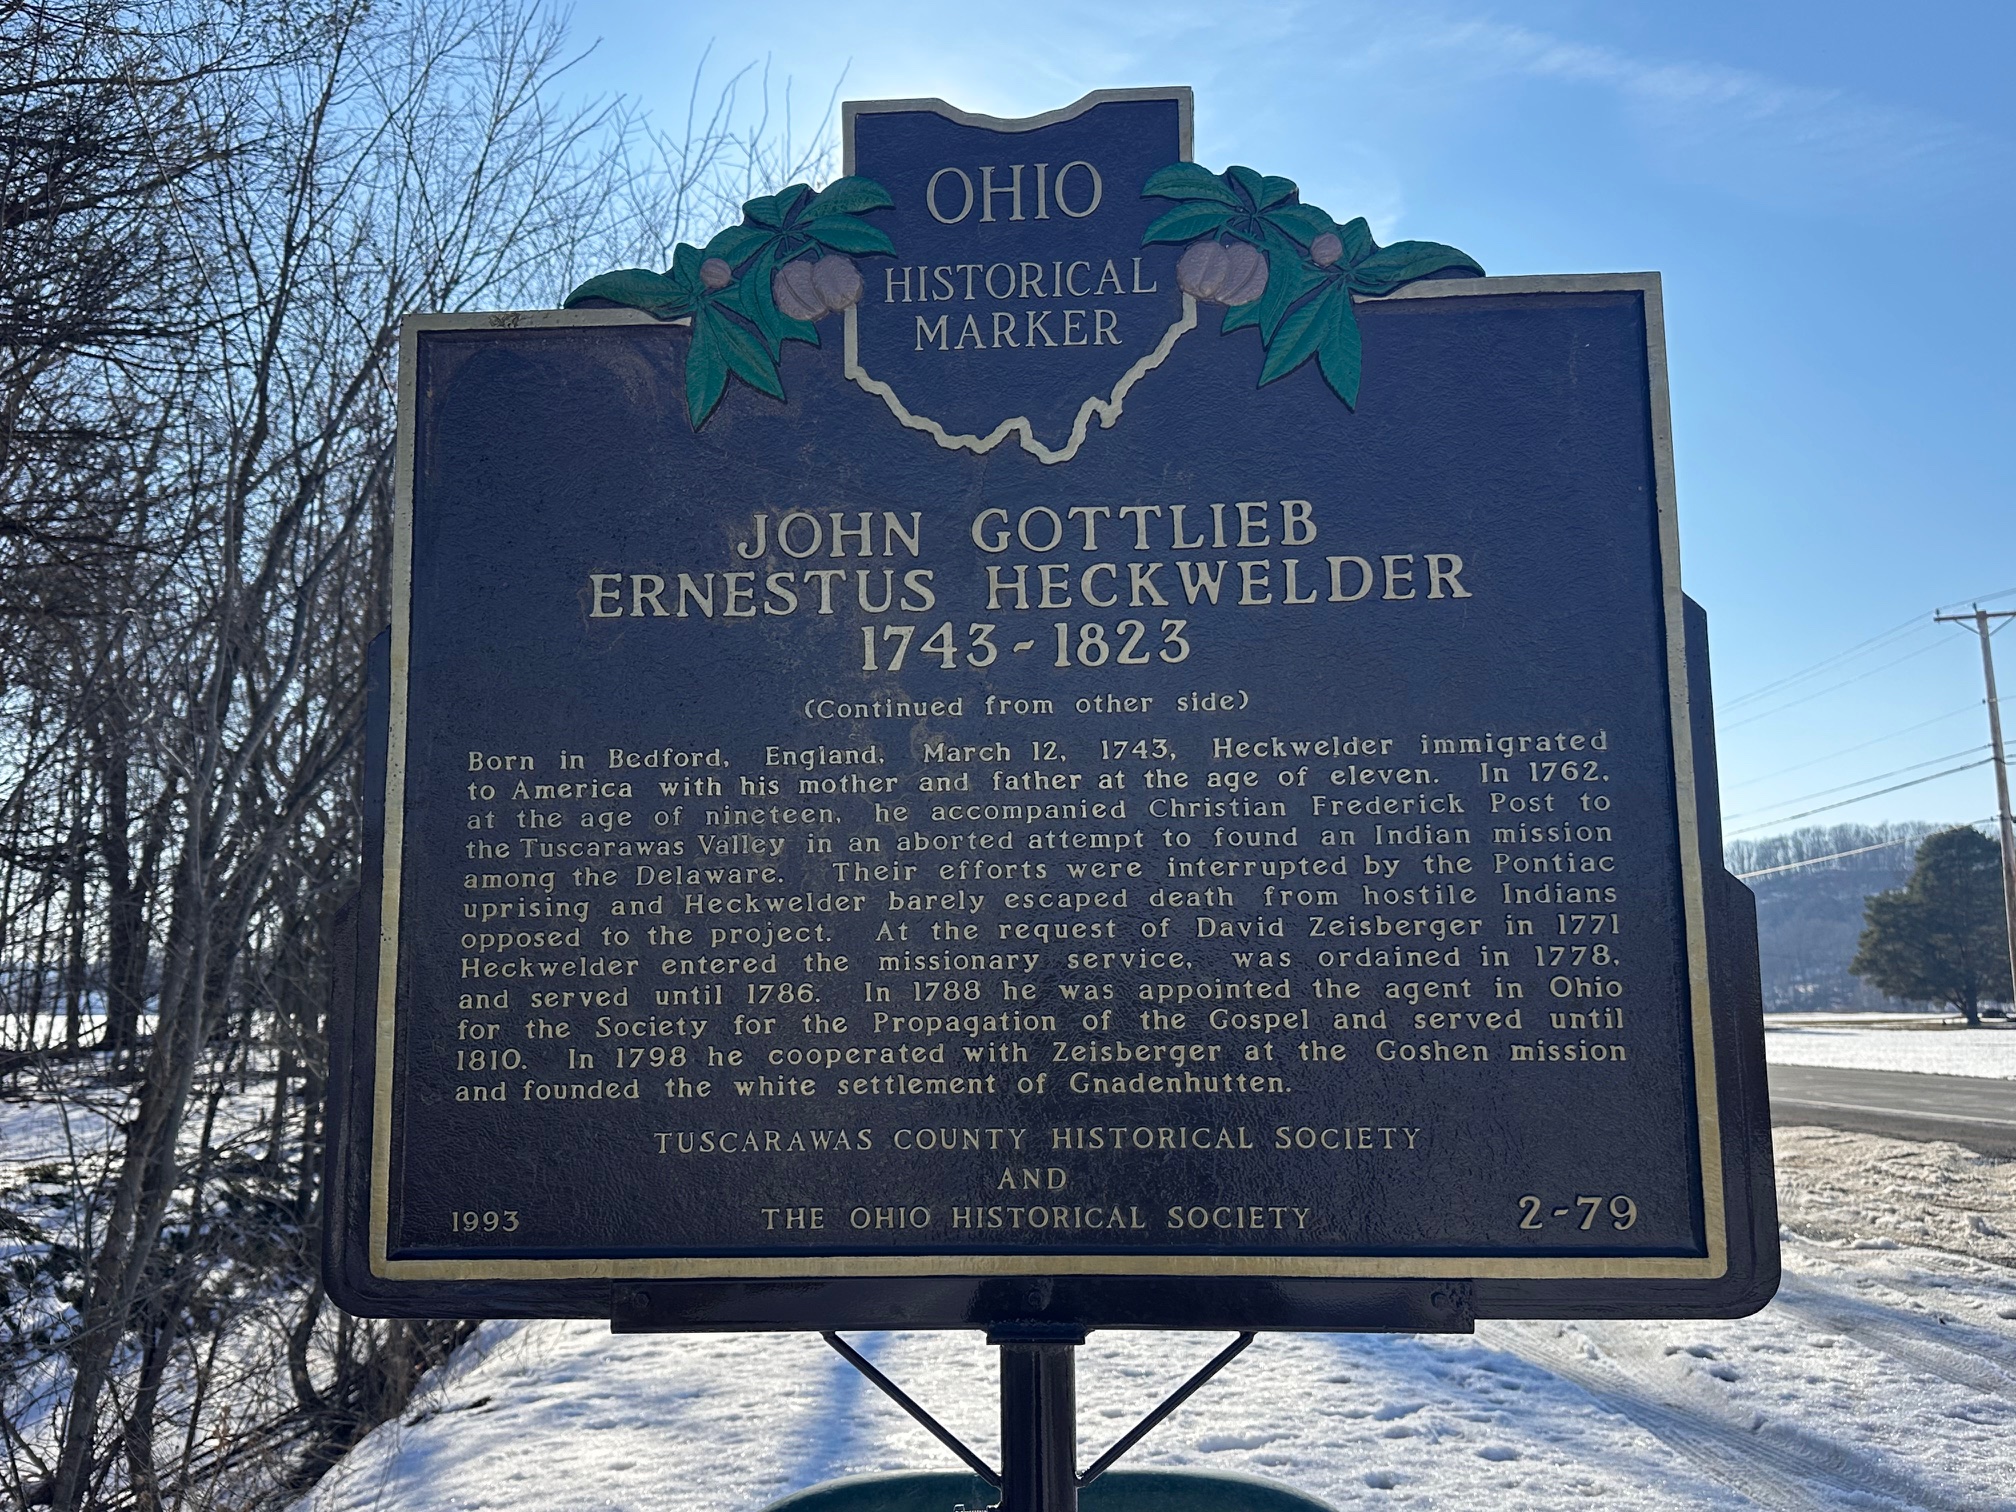 OHIO
HISTORICAL
MARKER
JOHN GOTTLIEB
ERNESTUS HECKWELDER
1743-1823
(Continued from other side)
Born in Bedford, England, March 12, 1743, Heckwelder immigrated
to America with his mother and father at the age of eleven. In 1762,
at the age of nineteen, he accompanied Christian Frederick Post to
the Tuscarawas Valley in an aborted attempt to found an Indian mission
among the Delaware. Their efforts were interrupted by the Pontiac
uprising and Heckwelder barely escaped death from hostile Indians
opposed to the project. At the request of David Zeisberger in 1771
Heckwelder entered the missionary service, was ordained in 1778,
and served until 1786. In 1788 he was appointed the agent in Ohio
for the Society for the Propagation of the Gospel and served until
1810. In 1798 he cooperated with Zeisberger at the Goshen mission
and founded the white settlement of Gnadenhutten.
TUSCARAWAS COUNTY HISTORICAL SOCIETY
AND
1993 THE OHIO HISTORICAL SOCIETY 2-79